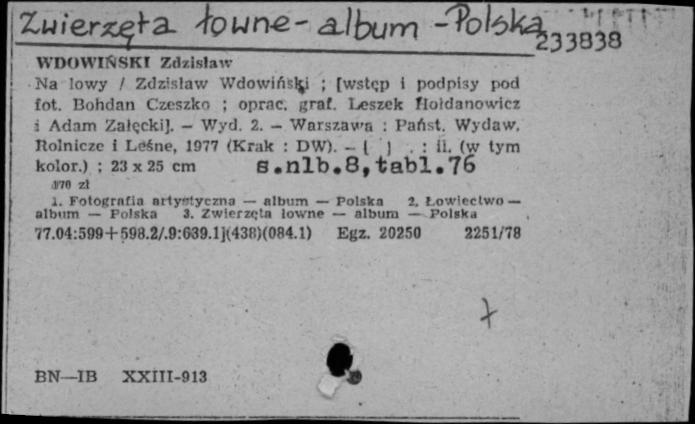 Zwierzęta łowne - album - Polska
233838
WDOWIŃSKI Zdzisław
Na łowy / Zdzisław Wdowiński ; [wstęp i podpisy pod
fot. Bohdan Czeszko ; oprac. graf. Leszek Hołdanowicz
i Adam Załęcki]. — Wyd. 2. — Warszawa : Państ. Wydaw.
Rolnicze i Leśne, 1977 (Krak : DW). — [ ] . : il. (w tym
kolor.) ; 23 x 25 cm s.nlb.8,tabl.76
170 zł
1. Fotografia artystyczna — album — Polska 2. Łowiectwo —
album — Polska 3. Zwierzęta łowne — album — Polska
77.04:599+598.2/.9:639.1](438)(084.1) Egz. 20250 2251/78
BN—IB XXIII-913